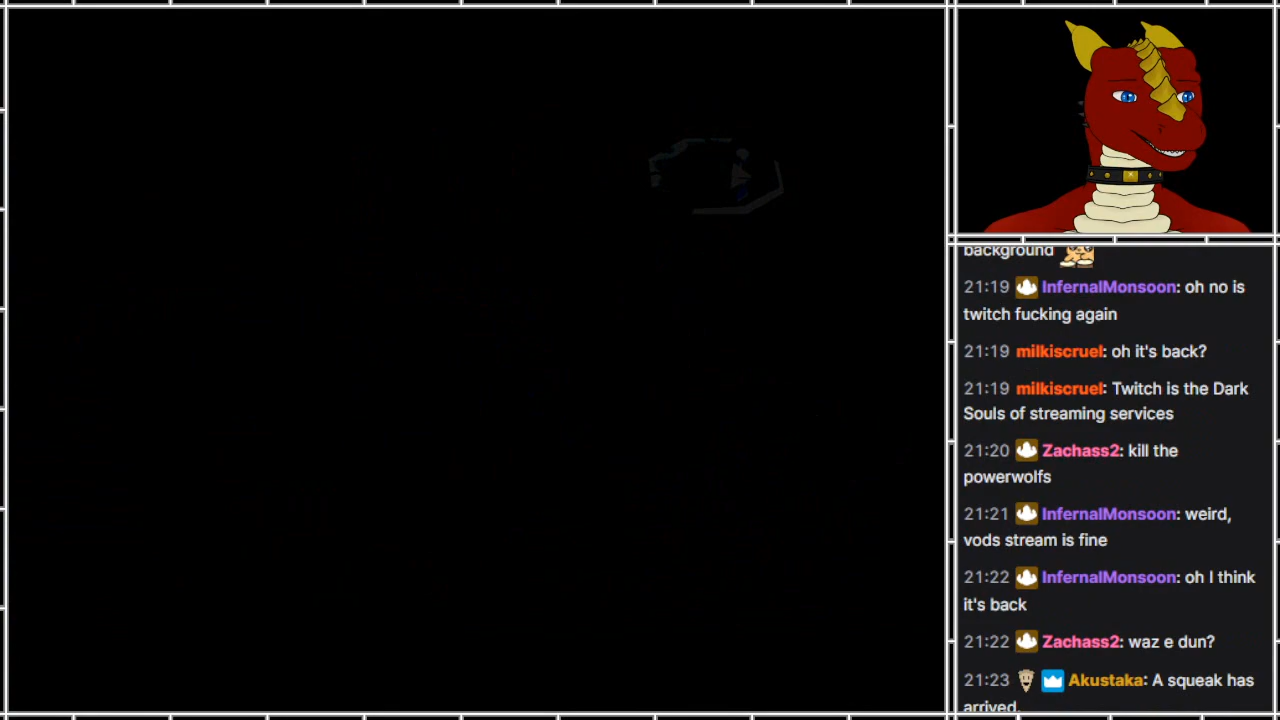 background
21:19 InfernalMonsoon: oh no is
twitch fucking again
21:19 milkiscruel: oh it's back?
21:19 milkiscruel: Twitch is the Dark
Souls of streaming services
21:20 Zachass2: kill the
powerwolfs
21:21 InfernalMonsoon: weird,
vods stream is fine
21:22 InfernalMonsoon: oh I think
it's back
21:22 Zachass2: waz e dun?
21:23 Akustaka: A squeak has
arrived.